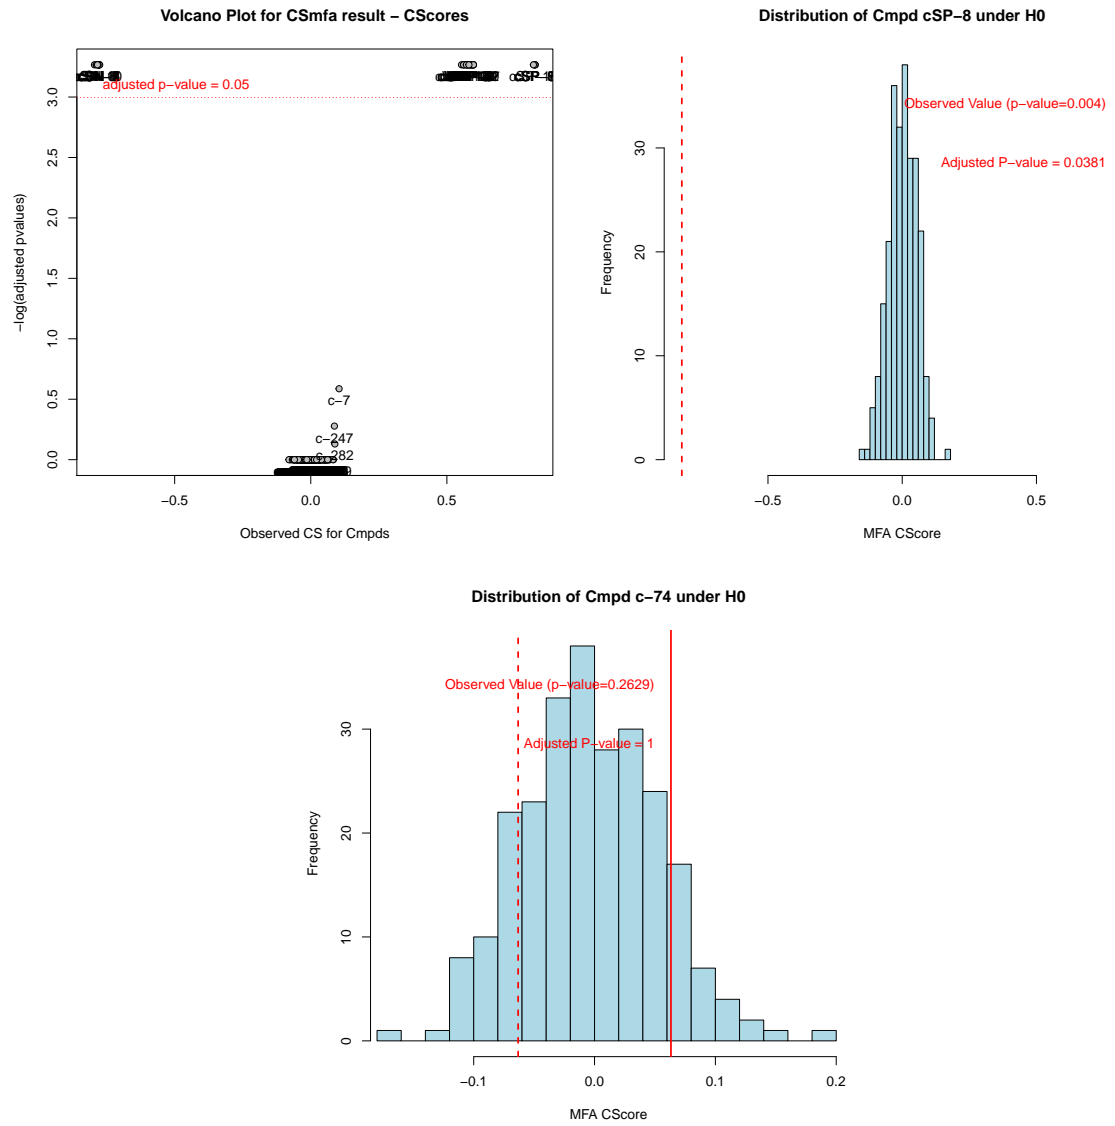 Volcano Plot for CSmfa result − CScores
adjusted p−value = 0.05
c−7
c−247
c−282
−log(adjusted pvalues)
0.0
0.5
1.0
1.5
2.0
2.5
3.0
−0.5
0.0
0.5
Observed CS for Cmpds
Distribution of Cmpd cSP−8 under H0
Observed Value (p−value=0.004)
Adjusted P−value = 0.0381
Frequency
0
10
20
30
−0.5
0.0
0.5
MFA CScore
Distribution of Cmpd c−74 under H0
Observed Value (p−value=0.2629)
Adjusted P−value = 1
Frequency
0
10
20
30
−0.1
0.0
0.1
0.2
MFA CScore